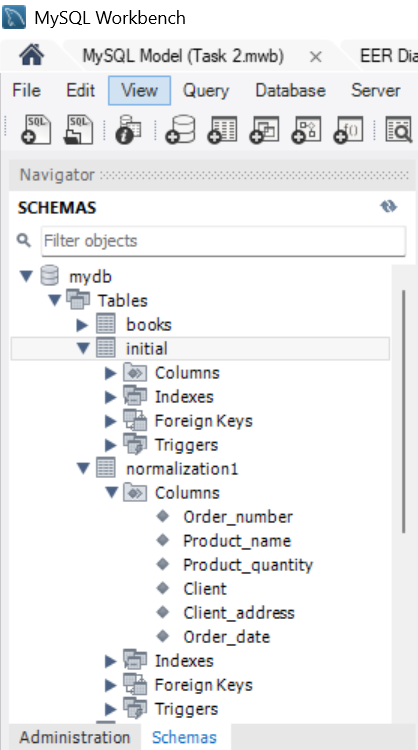 MySQL Workbench
MySQL Model (Task 2.mwb) × EER Dia
File Edit View Query Database Server
SQL SQL
Navigator
SCHEMAS
Filter objects
mydb
Tables
books
initial
Columns
Indexes
Foreign Keys
Triggers
normalization1
Columns
Order_number
Product_name
Product_quantity
Client
Client_address
Order_date
Indexes
Foreign Keys
Triggers
Administration Schemas